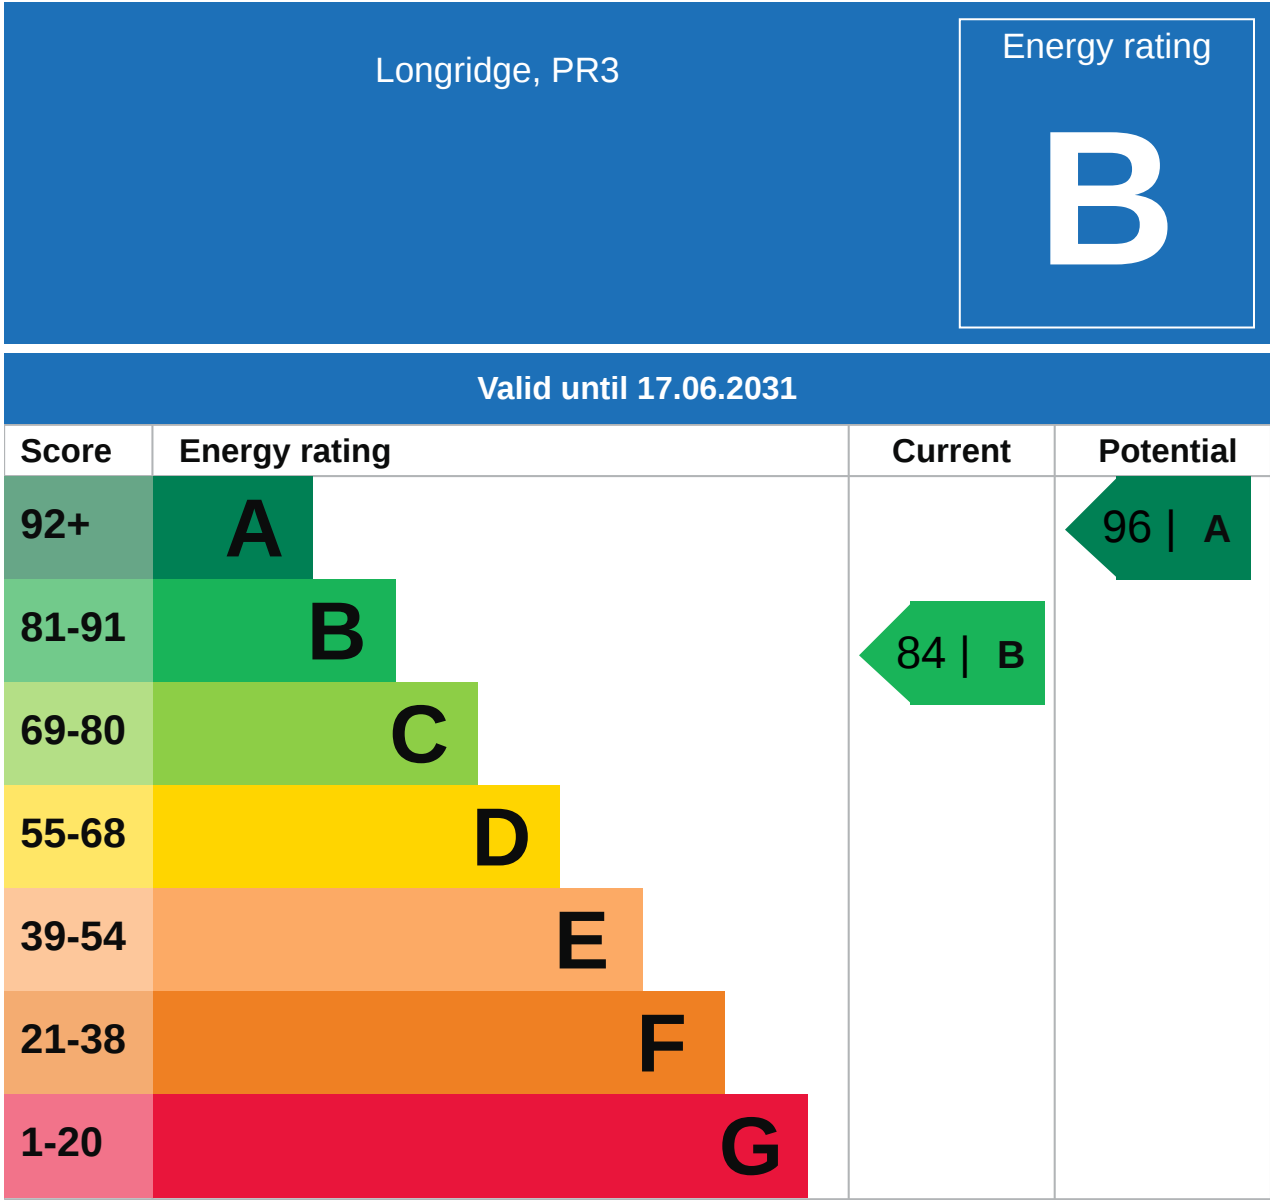 Longridge, PR3
Energy rating
B
Valid until 17.06.2031
Score Energy rating Current Potential
92+ A 96 | A
81-91 B 84 | B
69-80 C
55-68 D
39-54 E
21-38 F
1-20 G